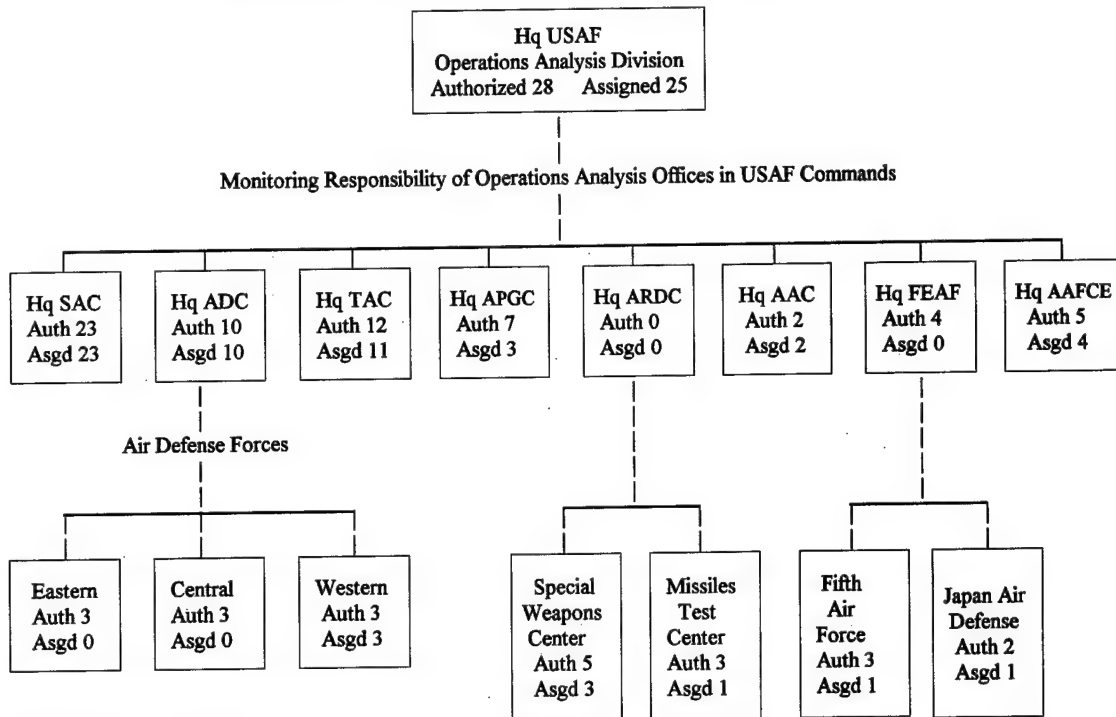 Hq USAF
Operations Analysis Division
Authorized 28 Assigned 25
Monitoring Responsibility of Operations Analysis Offices in USAF Commands
Hq SAC
Auth 23
Asgd 23
Hq ADC
Auth 10
Asgd 10
Hq TAC
Auth 12
Asgd 11
Hq APGC
Auth 7
Asgd 3
Hq ARDC
Auth 0
Asgd 0
Hq AAC
Auth 2
Asgd 2
Hq FEAF
Auth 4
Asgd 0
Hq AAFCE
Auth 5
Asgd 4
Air Defense Forces
Eastern
Auth 3
Asgd 0
Central
Auth 3
Asgd 0
Western
Auth 3
Asgd 3
Special
Weapons
Center
Auth 5
Asgd 3
Missiles
Test
Center
Auth 3
Asgd 1
Fifth
Air
Force
Auth 3
Asgd 1
Japan Air
Defense
Auth 2
Asgd 1